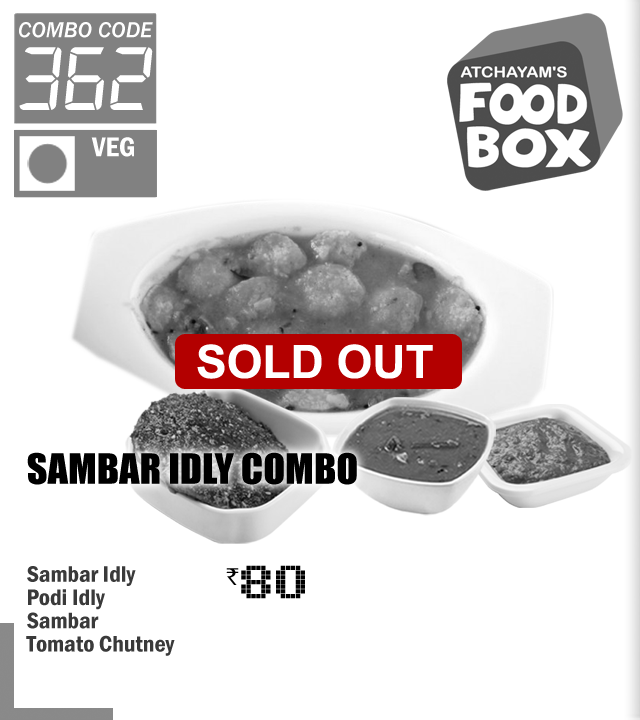 COMBO CODE
362
VEG
ATCHAYAM'S
FOOD
BOX
SOLD OUT
SAMBAR IDLY COMBO
Sambar Idly
₹80
Podi Idly
Sambar
Tomato Chutney